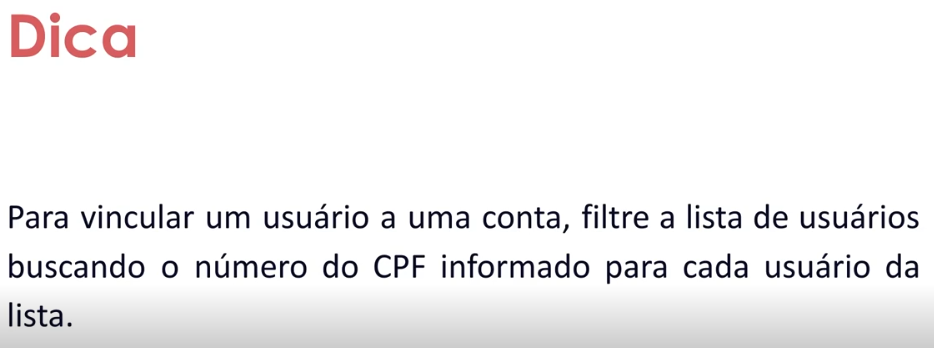 Dica
Para vincular um usuário a uma conta, filtre a lista de usuários
buscando o número do CPF informado para cada usuário da
lista.